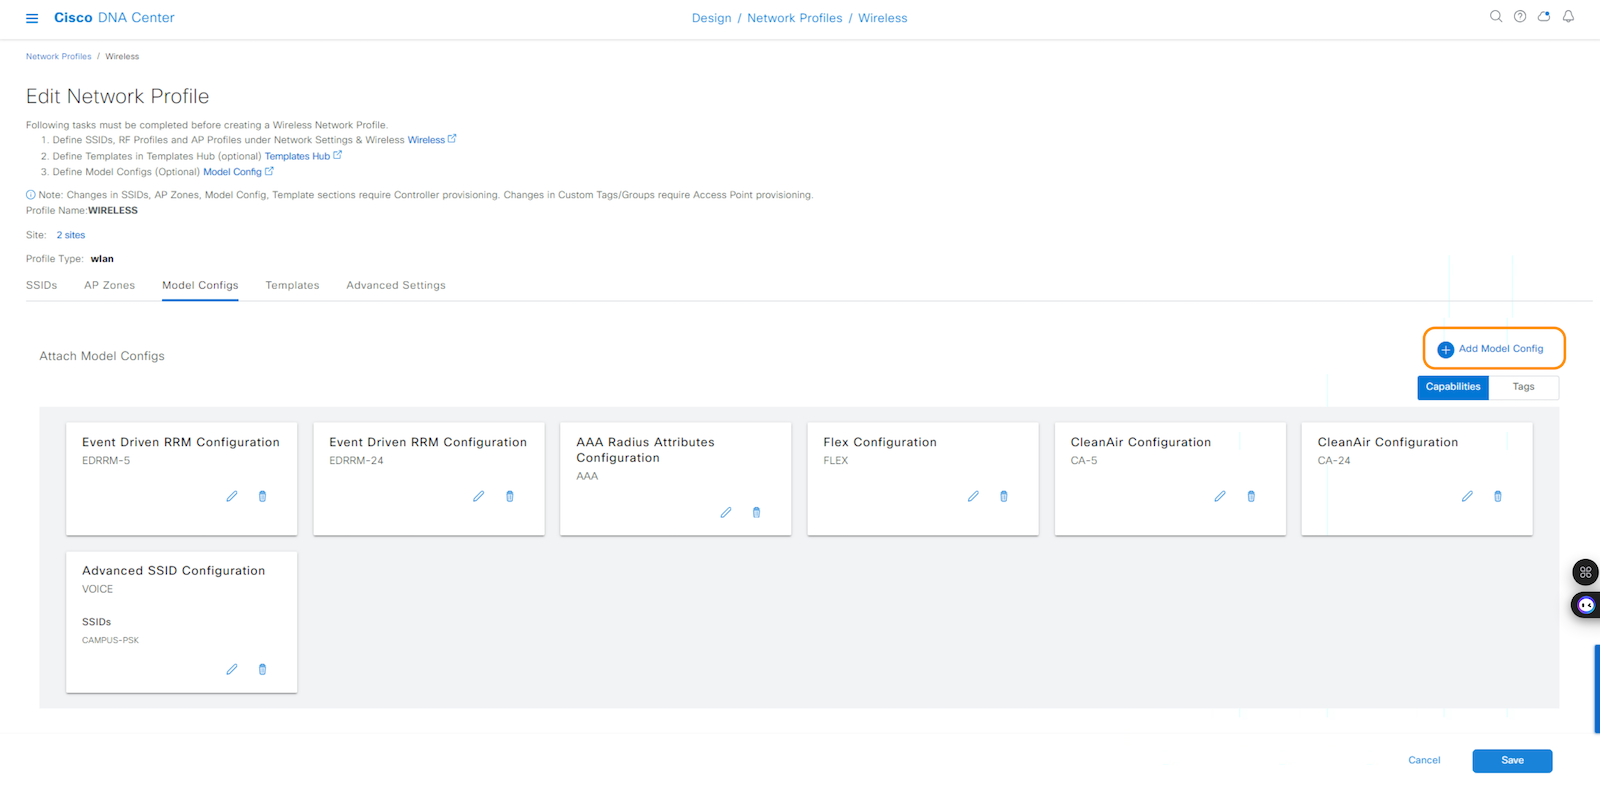 Cisco DNA Center
Design / Network Profiles / Wireless
Network Profiles / Wireless
Edit Network Profile
Following tasks must be completed before creating a Wireless Network Profile.
1. Define SSIDs, RF Profiles and AP Profiles under Network Settings & Wireless Wireless
2. Define Templates in Templates Hub (optional) Templates Hub
3. Define Model Configs (Optional) Model Config
Note: Changes in SSIDs, AP Zones, Model Config, Template sections require Controller provisioning. Changes in Custom Tags/Groups require Access Point provisioning.
Profile Name:WIRELESS
Site: 2 sites
Profile Type: wlan
SSIDs AP Zones Model Configs Templates Advanced Settings
Attach Model Configs
Add Model Config
Capabilities Tags
Event Driven RRM Configuration
EDRRM-5
Event Driven RRM Configuration
EDRRM-24
AAA Radius Attributes
Configuration
AAA
Flex Configuration
FLEX
CleanAir Configuration
CA-5
CleanAir Configuration
CA-24
Advanced SSID Configuration
VOICE
SSIDs
CAMPUS-PSK
Cancel
Save